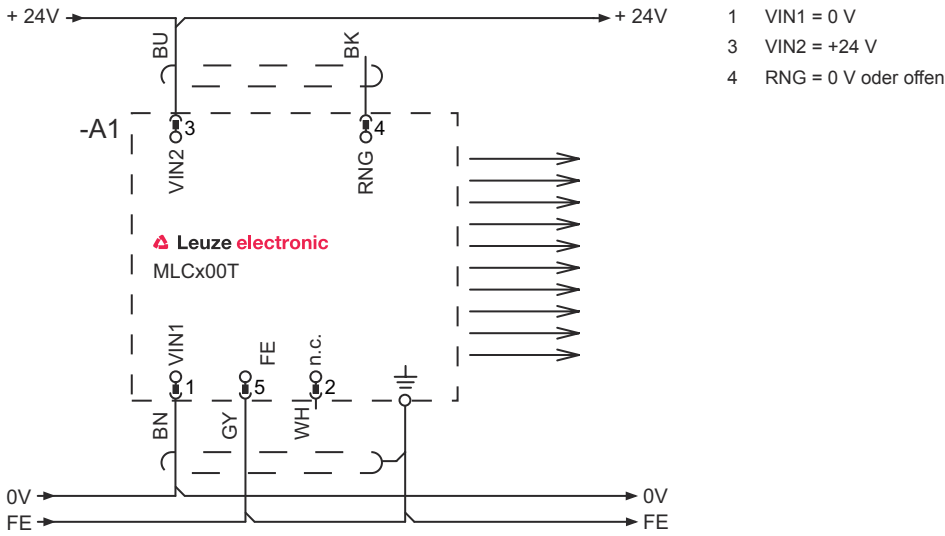 + 24V
+ 24V
BU
BK
-A1
3
4
VIN2
RNG
Leuze electronic
MLCx00T
VIN1
FE
n.c.
1
5
2
BN
GY
WH
0V
0V
FE
FE
1 VIN1 = 0 V
3 VIN2 = +24 V
4 RNG = 0 V oder offen